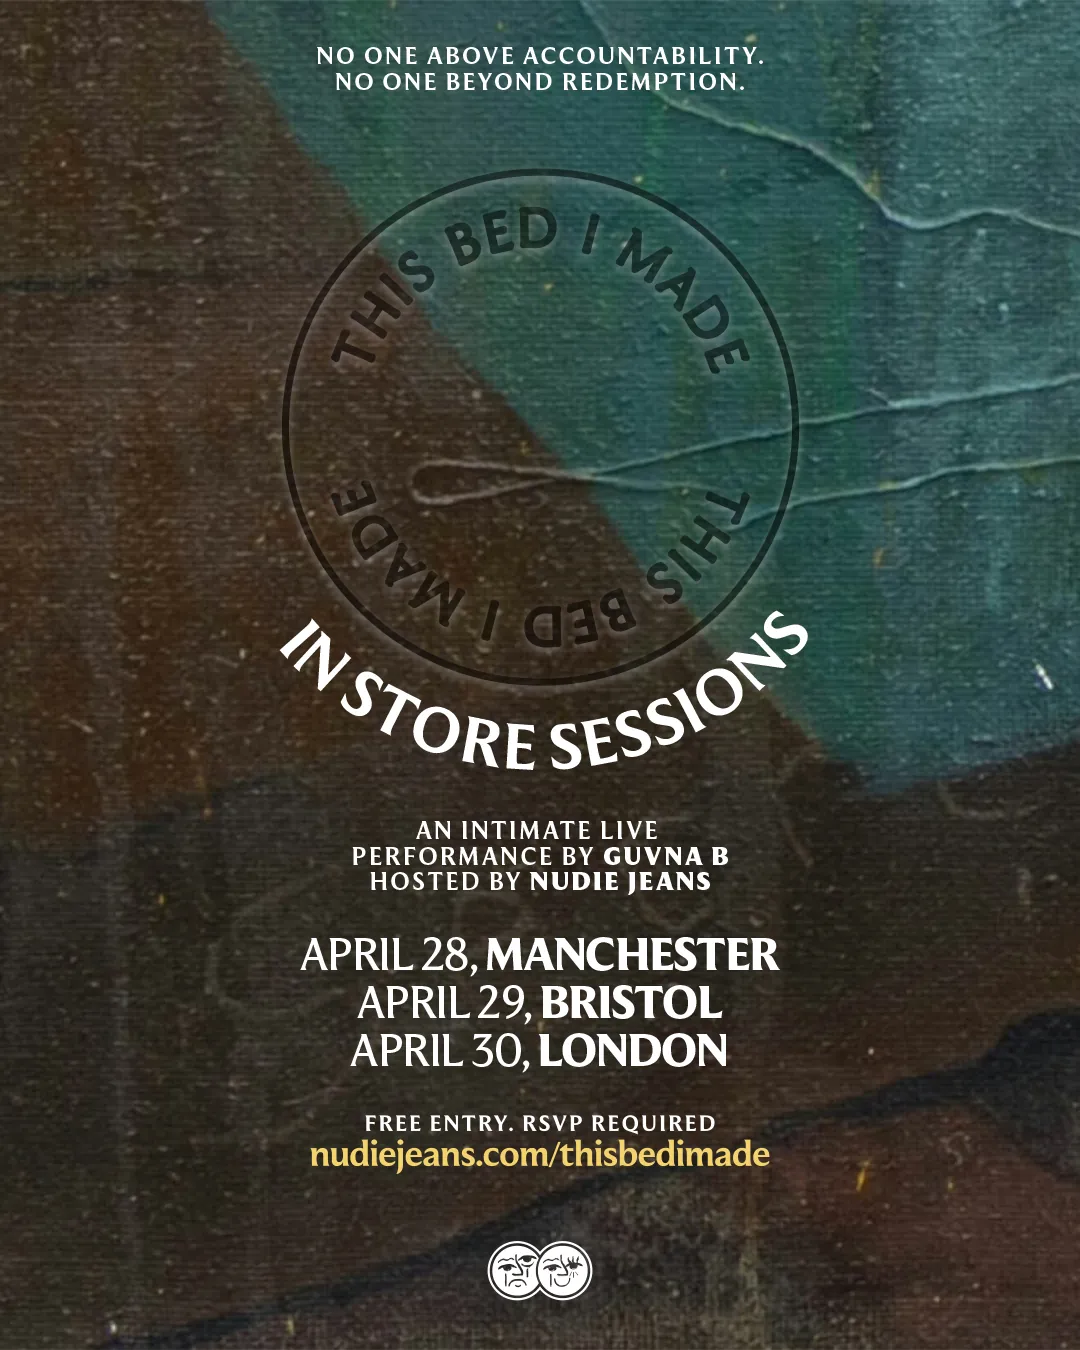 NO ONE ABOVE ACCOUNTABILITY.
NO ONE BEYOND REDEMPTION.
THIS BED I MADE
THIS BED I MADE
IN STORE SESSIONS
AN INTIMATE LIVE
PERFORMANCE BY GUVNA B
HOSTED BY NUDIE JEANS
APRIL 28, MANCHESTER
APRIL 29, BRISTOL
APRIL 30, LONDON
FREE ENTRY. RSVP REQUIRED
nudiejeans.com/thisbedimade